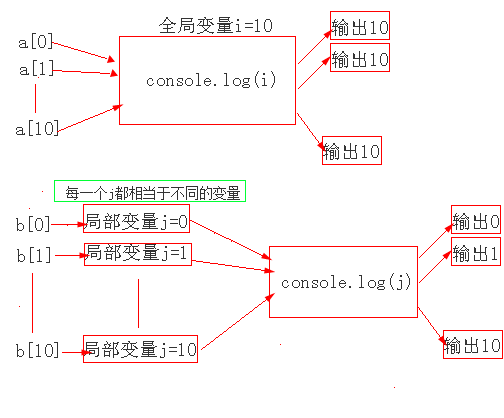 全局变量i=10
a[0]
a[1]
a[10]
console.log(i)
输出10
输出10
输出10
每一个j都相当于不同的变量
b[0]
局部变量j=0
b[1]
局部变量j=1
b[10]
局部变量j=10
console.log(j)
输出0
输出1
输出10